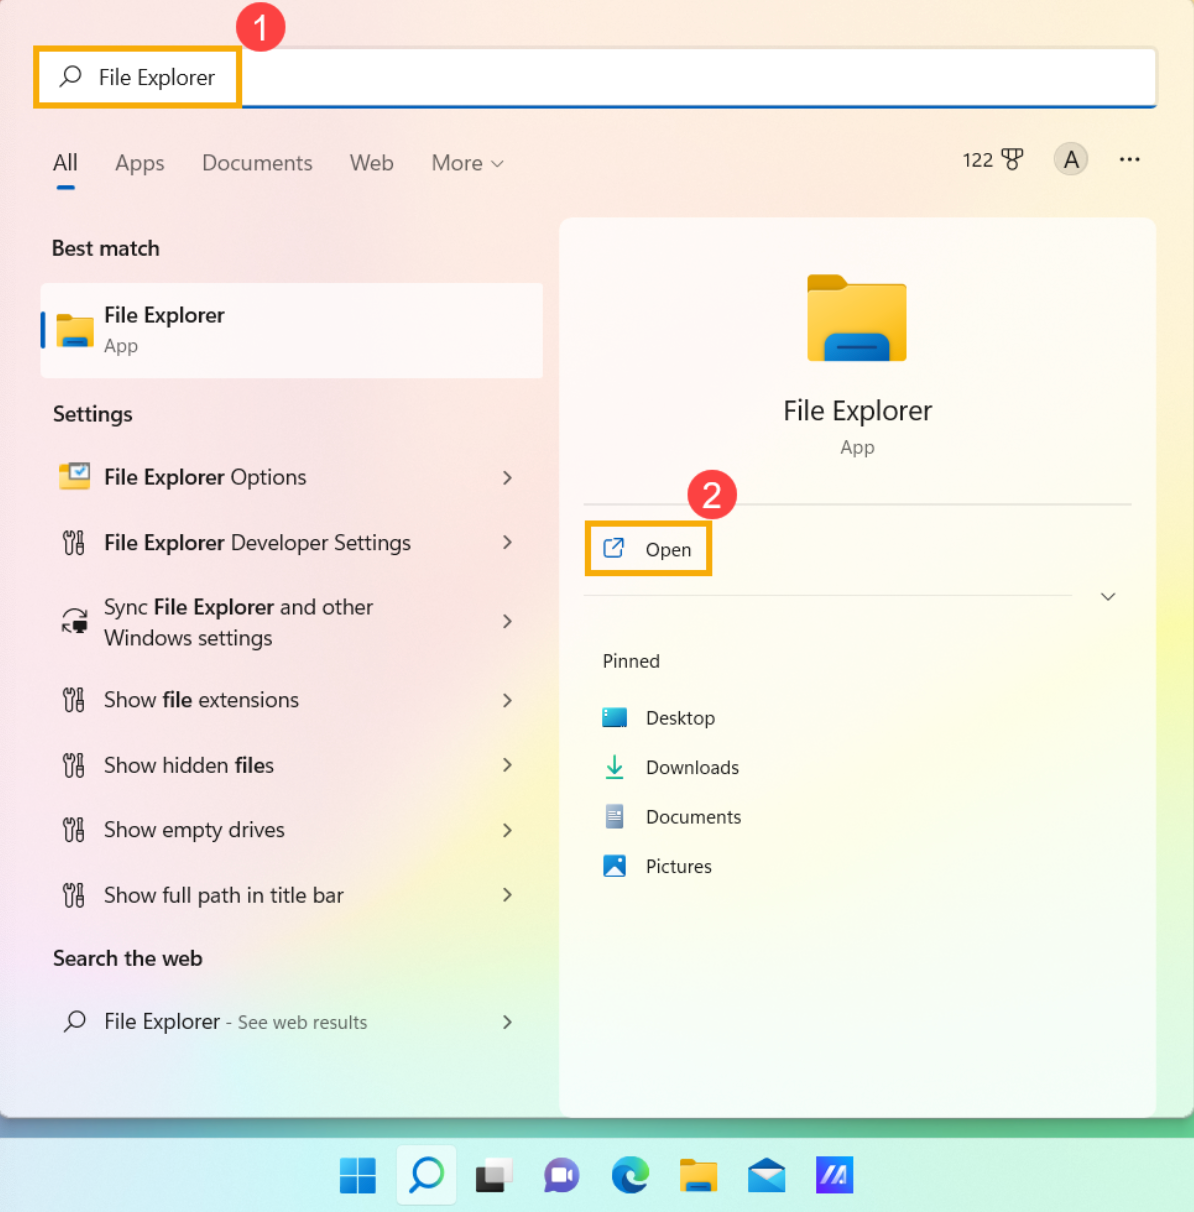 1
File Explorer
All Apps Documents Web More
122 A ...
Best match
File Explorer
App
Settings
File Explorer Options
File Explorer Developer Settings
Sync File Explorer and other
Windows settings
Show file extensions
Show hidden files
Show empty drives
Show full path in title bar
Search the web
File Explorer - See web results
File Explorer
App
2
Open
Pinned
Desktop
Downloads
Documents
Pictures